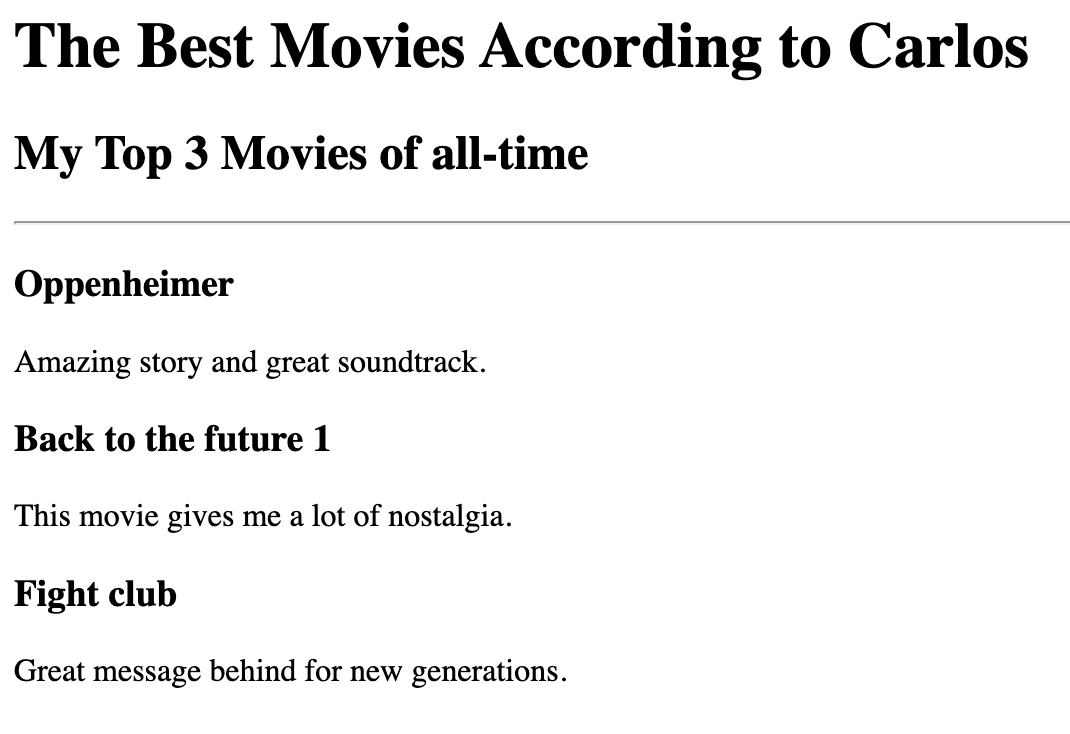 The Best Movies According to Carlos
My Top 3 Movies of all-time
Oppenheimer
Amazing story and great soundtrack.
Back to the future 1
This movie gives me a lot of nostalgia.
Fight club
Great message behind for new generations.